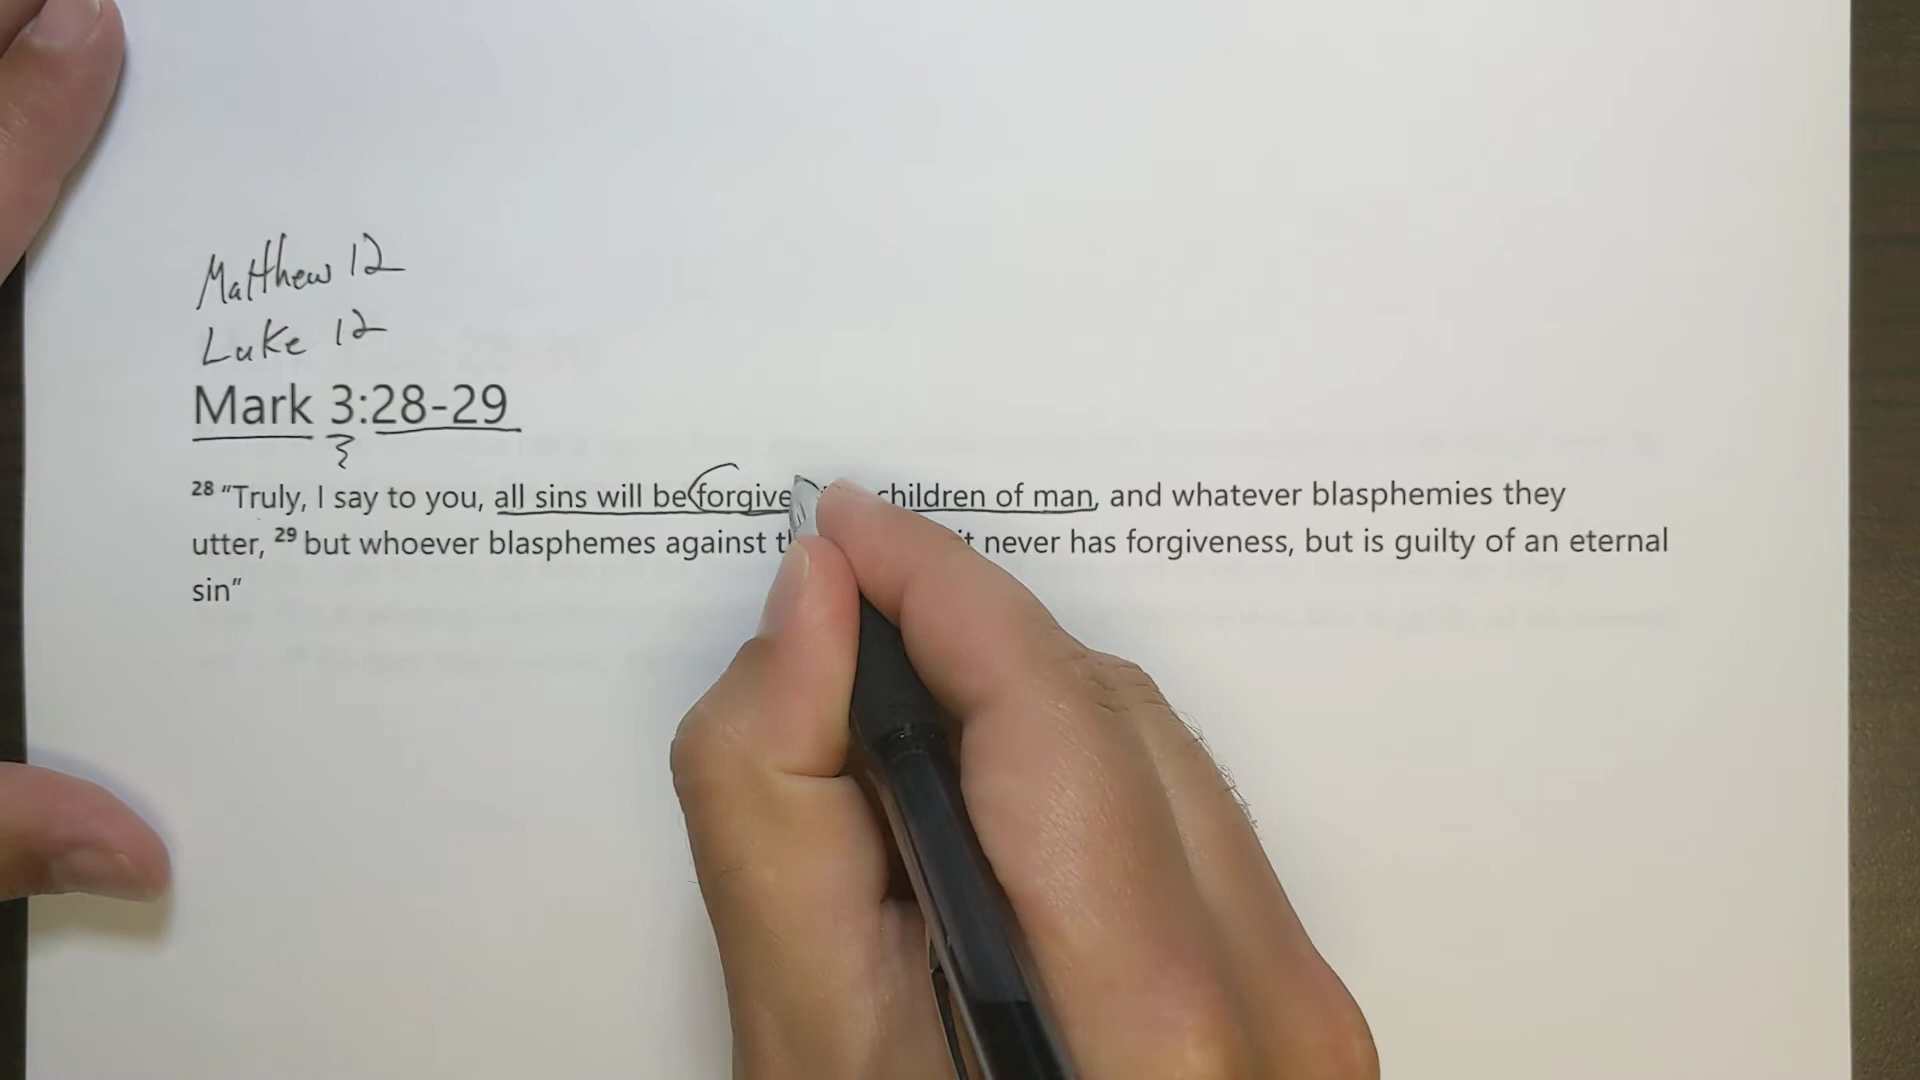 Matthew 12
Luke 12
Mark 3:28-29
3
28 "Truly, I say to you, all sins will be forgive children of man, and whatever blasphemies they
utter, 29 but whoever blasphemes against never has forgiveness, but is guilty of an eternal
sin"